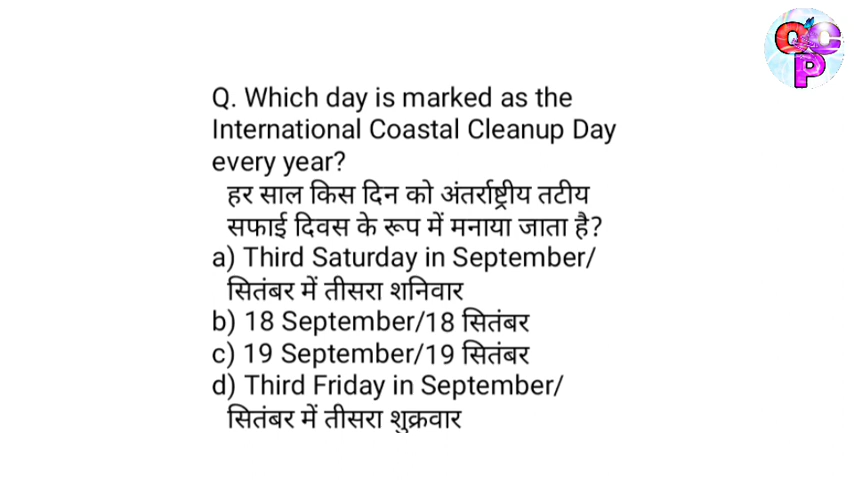 Q. Which day is marked as the
International Coastal Cleanup Day
every year?
हर साल किस दिन को अंतर्राष्ट्रीय तटीय
सफाई दिवस के रूप में मनाया जाता है?
a) Third Saturday in September/
सितंबर में तीसरा शनिवार
b) 18 September/18 सितंबर
c) 19 September/19 सितंबर
d) Third Friday in September/
सितंबर में तीसरा शुक्रवार
QCP